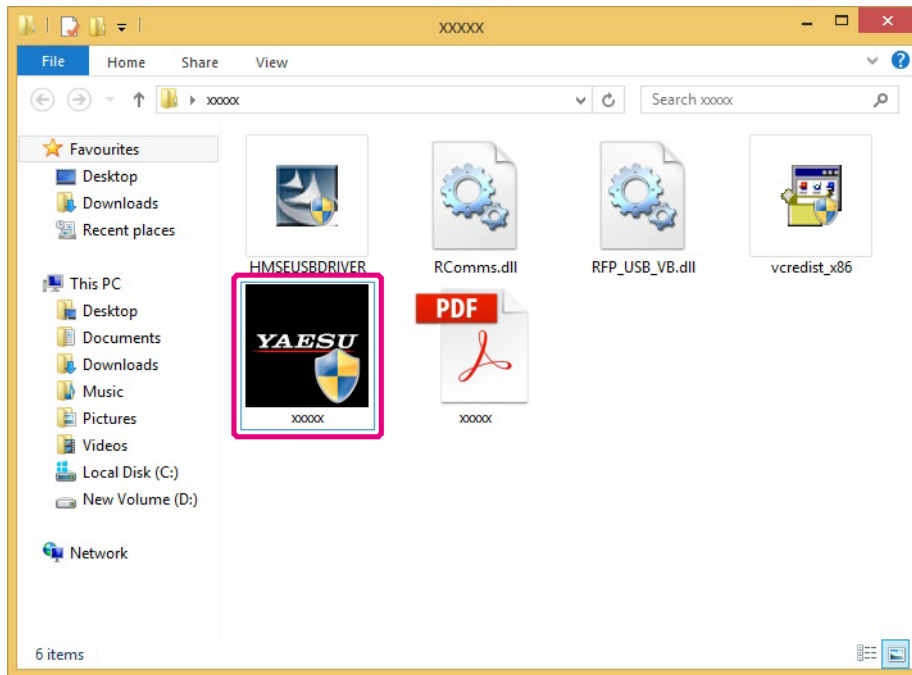 xxxxx
File Home Share View
xxxxx Search xxxxx
Favourites
Desktop
Downloads
Recent places
This PC
Desktop
Documents
Downloads
Music
Pictures
Videos
Local Disk (C:)
New Volume (D:)
Network
HMSEUSBDRIVER RComms.dll RFP_USB_VB.dll vcredist_x86
YAESU PDF
xxxxx xxxxx
6 items